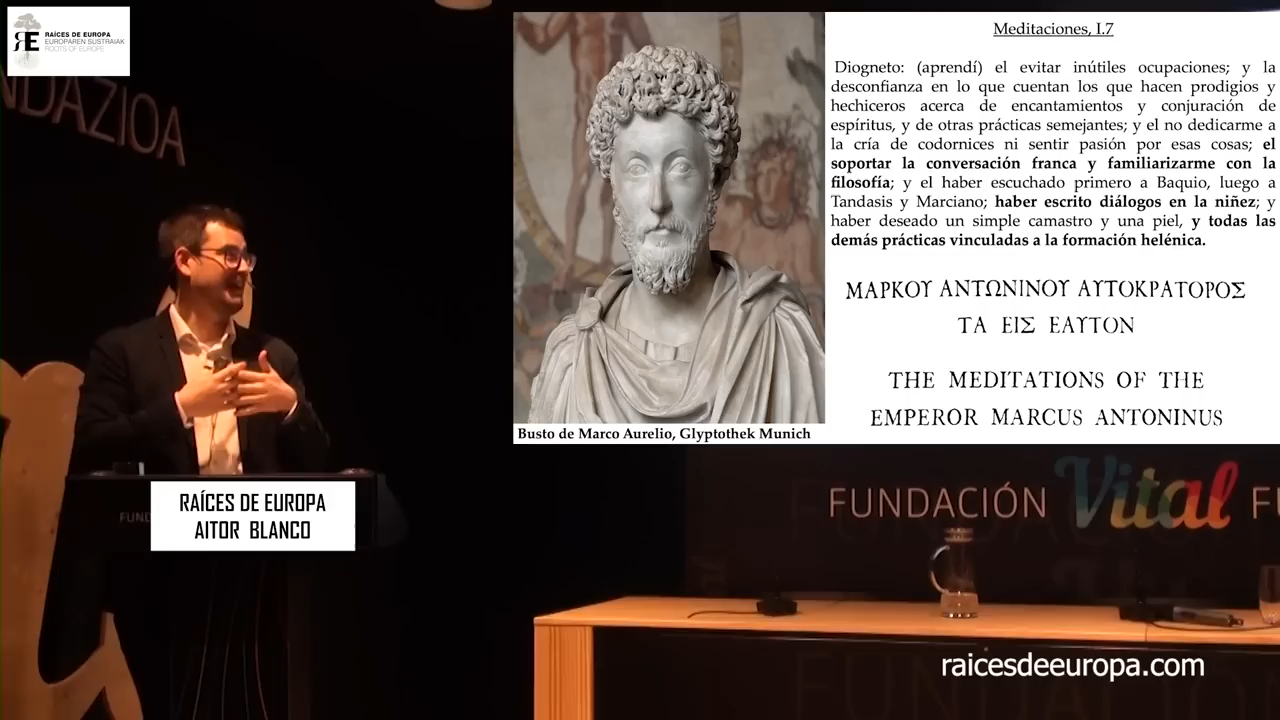 RAÍCES DE EUROPA
EUROPAREN SUSTRAIAK
ROOTS OF EUROPE
NDAZIOA
Meditaciones, I.7
Diogneto: (aprendí) el evitar inútiles ocupaciones; y la
desconfianza en lo que cuentan los que hacen prodigios y
hechiceros acerca de encantamientos y conjuración de
espíritus, y de otras prácticas semejantes; y el no dedicarme a
la cría de codornices ni sentir pasión por esas cosas; el
soportar la conversación franca y familiarizarme con la
filosofía; y el haber escuchado primero a Baquio, luego a
Tandasis y Marciano; haber escrito diálogos en la niñez; y
haber deseado un simple camastro y una piel, y todas las
demás prácticas vinculadas a la formación helénica.
ΜΑΡΚΟΥ ΑΝΤΩΝΙΝΟΥ ΑΥΤΟΚΡΑΤΟΡΟΣ
ΤΑ ΕΙΣ ΕΑΥΤΟΝ
THE MEDITATIONS OF THE
EMPEROR MARCUS ANTONINUS
Busto de Marco Aurelio, Glyptothek Munich
RAÍCES DE EUROPA
AITOR BLANCO
FUND
FUNDACIÓN Vital F
raicesdeeuropa.com